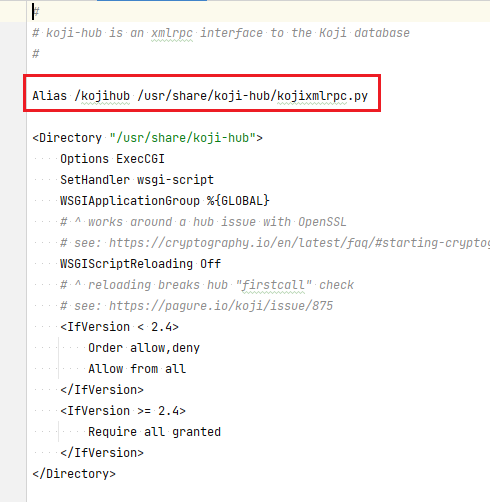 #
# koji-hub is an xmlrpc interface to the Koji database
#
Alias /kojihub /usr/share/koji-hub/kojixmlrpc.py
<Directory "/usr/share/koji-hub">
Options ExecCGI
SetHandler wsgi-script
WSGIApplicationGroup %{GLOBAL}
# ^ works around a hub issue with OpenSSL
# see: https://cryptography.io/en/latest/faq/#starting-cryptog
WSGIScriptReloading Off
# ^ reloading breaks hub "firstcall" check
# see: https://pagure.io/koji/issue/875
<IfVersion < 2.4>
Order allow,deny
Allow from all
</IfVersion>
<IfVersion >= 2.4>
Require all granted
</IfVersion>
</Directory>